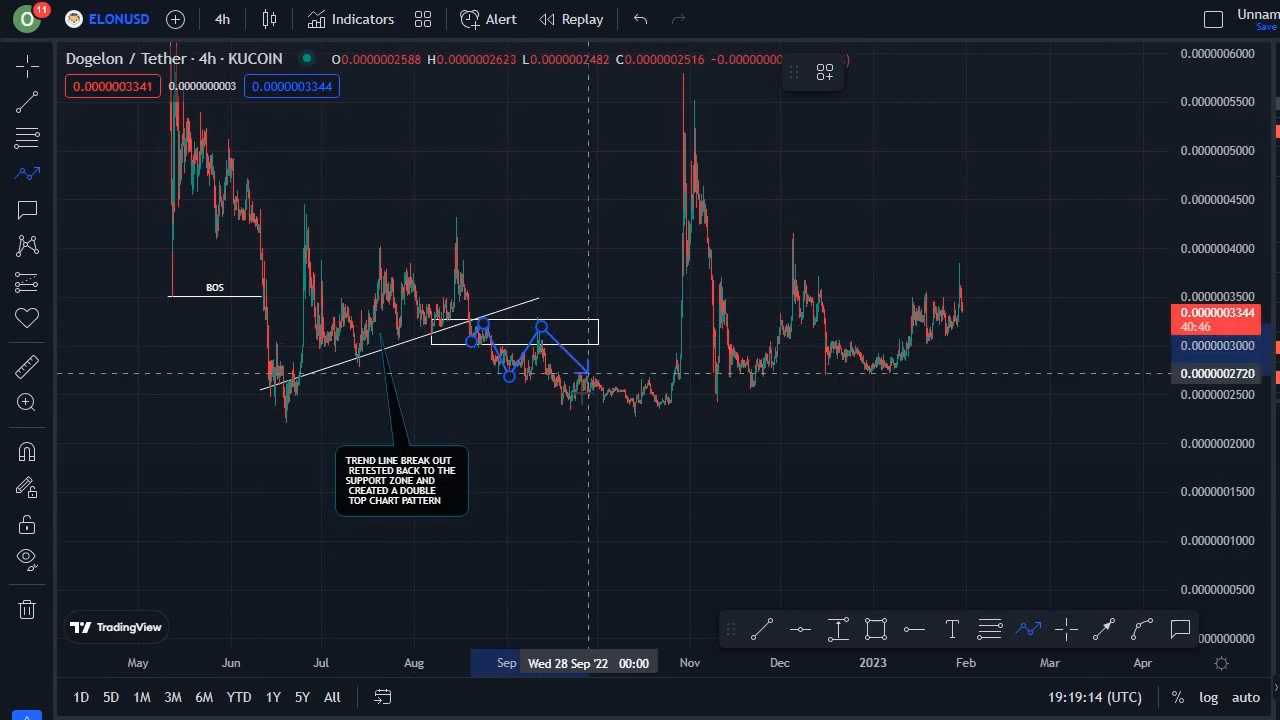 O 11 ELONUSD 4h Indicators Alert Replay Unnam
Save
Dogelon / Tether · 4h · KUCOIN O0.0000002588 H0.0000002623 L0.0000002482 C0.0000002516 −0.0000000
0.0000003341 0.0000000003 0.0000003344
0.0000006000
0.0000005500
0.0000005000
0.0000004500
0.0000004000
0.0000003500
0.0000003344
40:46
0.0000003000
0.0000002720
0.0000002500
0.0000002000
0.0000001500
0.0000001000
0.0000000500
BOS
TREND LINE BREAK OUT
RETESTED BACK TO THE
SUPPORT ZONE AND
CREATED A DOUBLE
TOP CHART PATTERN
TradingView
May Jun Jul Aug Sep Wed 28 Sep '22 00:00 Nov Dec 2023 Feb Mar Apr
1D 5D 1M 3M 6M YTD 1Y 5Y All 19:19:14 (UTC) % log auto